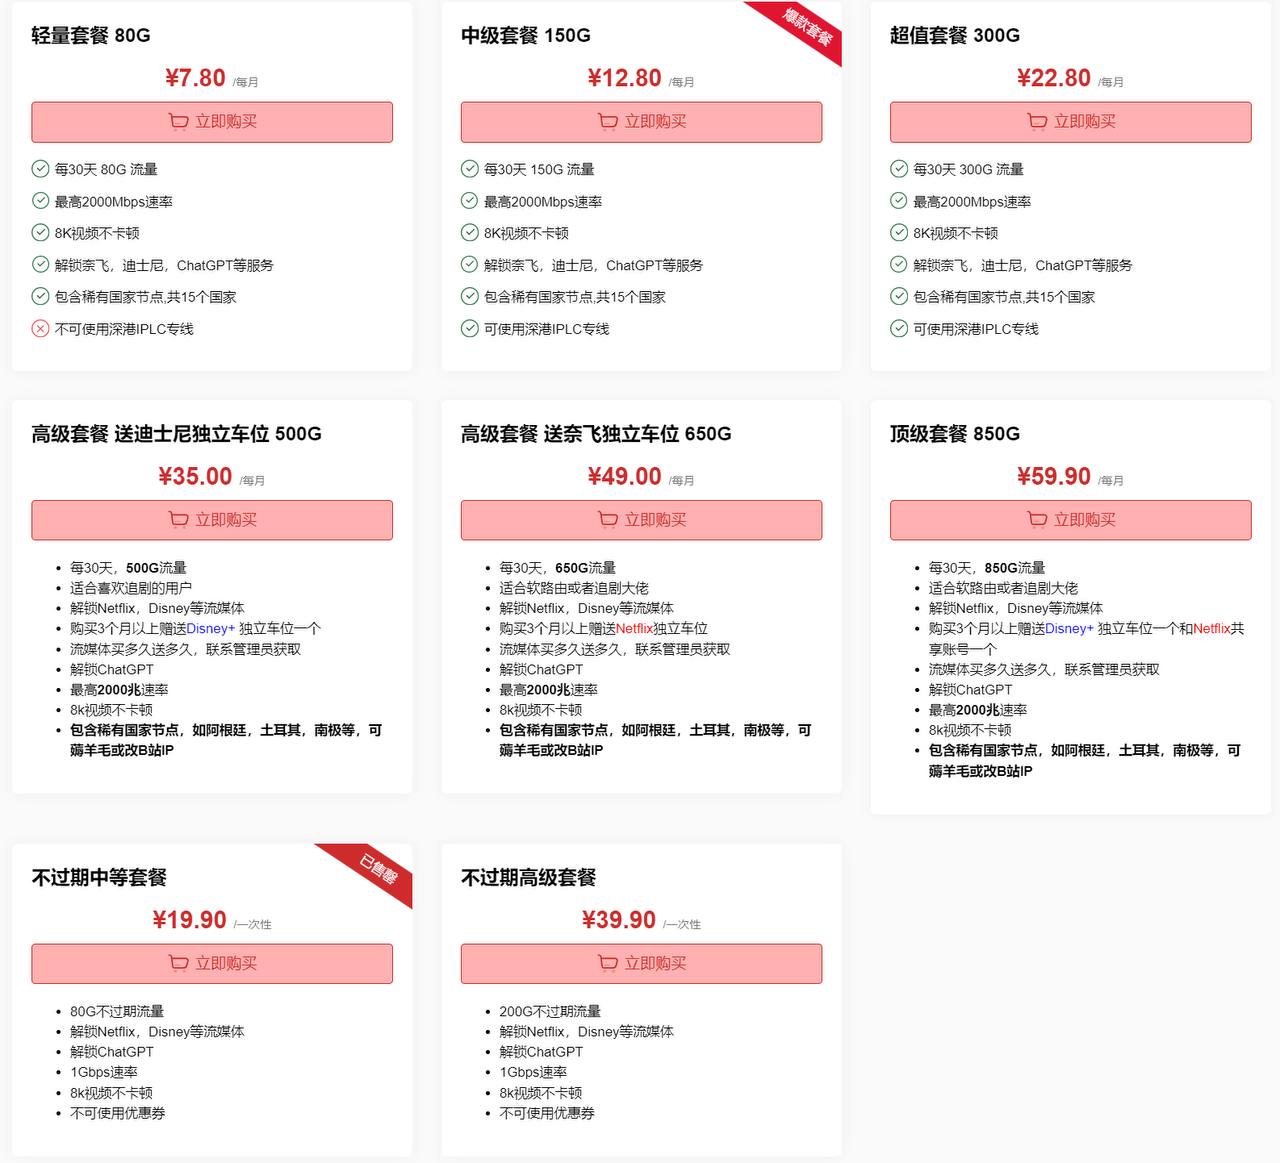 轻量套餐 80G
¥7.80 /每月
立即购买
每30天 80G 流量
最高2000Mbps速率
8K视频不卡顿
解锁奈飞，迪士尼，ChatGPT等服务
包含稀有国家节点,共15个国家
不可使用深港IPLC专线
爆款套餐
中级套餐 150G
¥12.80 /每月
立即购买
每30天 150G 流量
最高2000Mbps速率
8K视频不卡顿
解锁奈飞，迪士尼，ChatGPT等服务
包含稀有国家节点,共15个国家
可使用深港IPLC专线
超值套餐 300G
¥22.80 /每月
立即购买
每30天 300G 流量
最高2000Mbps速率
8K视频不卡顿
解锁奈飞，迪士尼，ChatGPT等服务
包含稀有国家节点,共15个国家
可使用深港IPLC专线
高级套餐 送迪士尼独立车位 500G
¥35.00 /每月
立即购买
每30天，500G流量
适合喜欢追剧的用户
解锁Netflix，Disney等流媒体
购买3个月以上赠送Disney+ 独立车位一个
流媒体买多久送多久，联系管理员获取
解锁ChatGPT
最高2000兆速率
8k视频不卡顿
包含稀有国家节点，如阿根廷，土耳其，南极等，可
薅羊毛或改B站IP
高级套餐 送奈飞独立车位 650G
¥49.00 /每月
立即购买
每30天，650G流量
适合软路由或者追剧大佬
解锁Netflix，Disney等流媒体
购买3个月以上赠送Netflix独立车位
流媒体买多久送多久，联系管理员获取
解锁ChatGPT
最高2000兆速率
8k视频不卡顿
包含稀有国家节点，如阿根廷，土耳其，南极等，可
薅羊毛或改B站IP
顶级套餐 850G
¥59.90 /每月
立即购买
每30天，850G流量
适合软路由或者追剧大佬
解锁Netflix，Disney等流媒体
购买3个月以上赠送Disney+ 独立车位一个和Netflix共
享账号一个
流媒体买多久送多久，联系管理员获取
解锁ChatGPT
最高2000兆速率
8k视频不卡顿
包含稀有国家节点，如阿根廷，土耳其，南极等，可
薅羊毛或改B站IP
已售罄
不过期中等套餐
¥19.90 /一次性
立即购买
80G不过期流量
解锁Netflix，Disney等流媒体
解锁ChatGPT
1Gbps速率
8k视频不卡顿
不可使用优惠券
不过期高级套餐
¥39.90 /一次性
立即购买
200G不过期流量
解锁Netflix，Disney等流媒体
解锁ChatGPT
1Gbps速率
8k视频不卡顿
不可使用优惠券